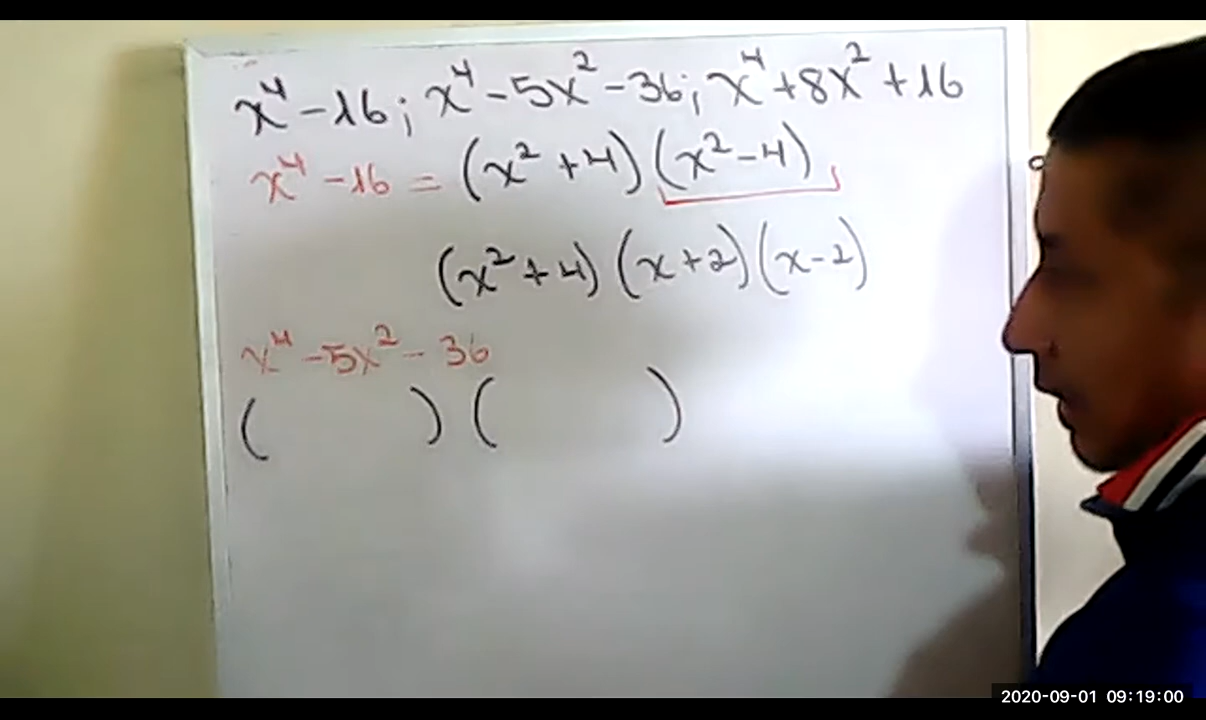 x⁴ - 16 ; x⁴ - 5x² - 36 ; x⁴ + 8x² + 16
x⁴ - 16 = (x² + 4) (x² - 4)
(x² + 4) (x + 2) (x - 2)
x⁴ - 5x² - 36
( ) ( )
2020-09-01 09:19:00